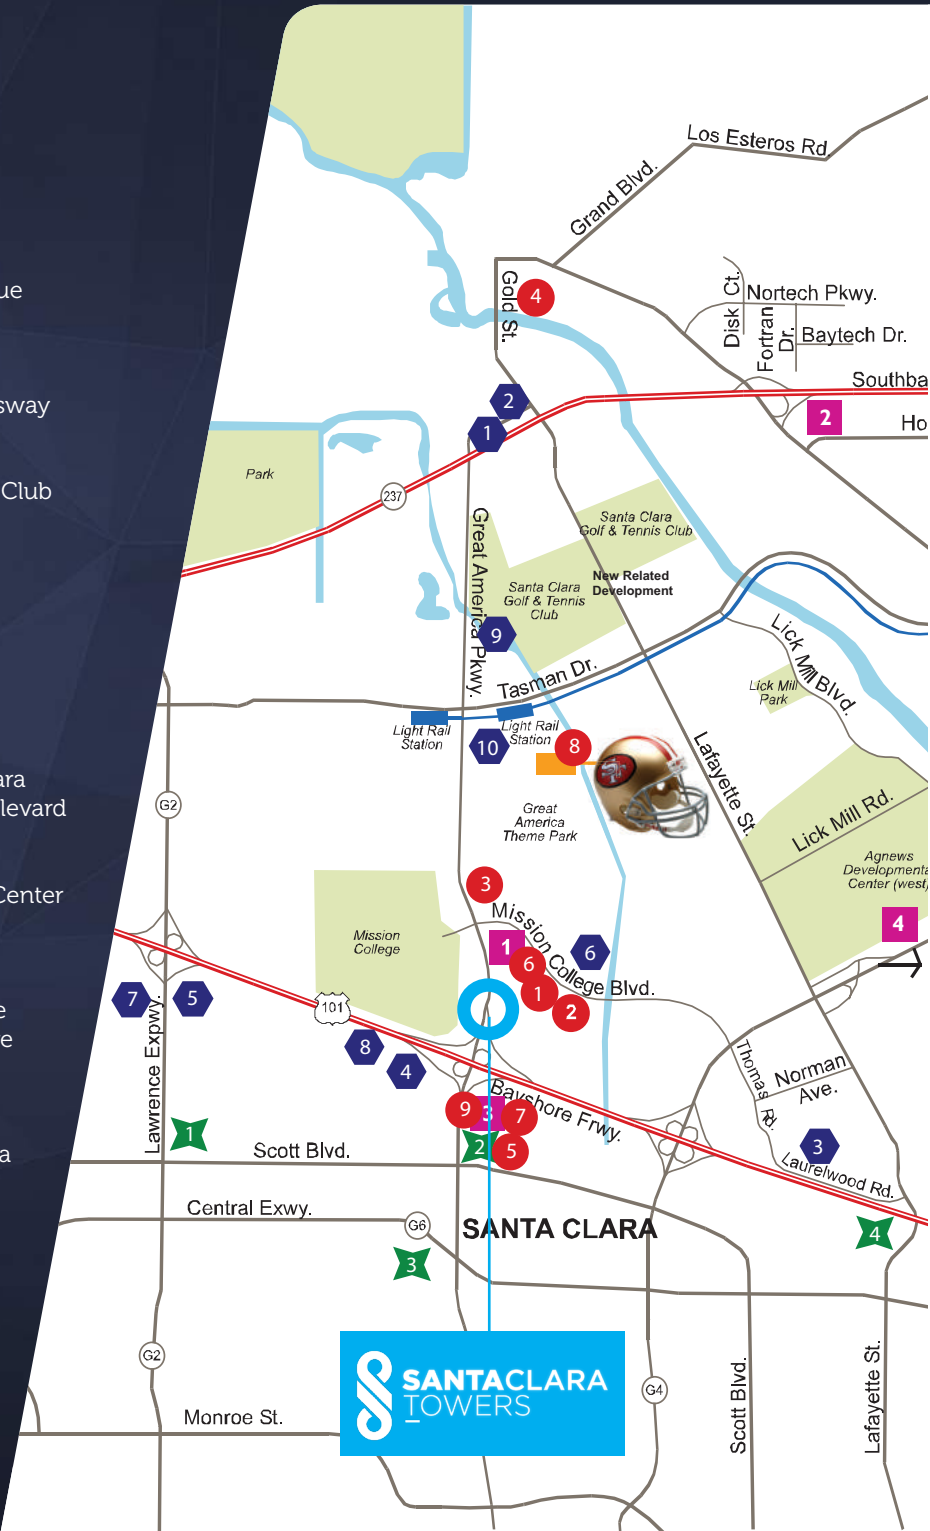 ue
sway
Club
ara
levard
Center
e
re
a
Los Esteros Rd.
Grand Blvd.
Gold St.
4
Disk Ct.
Nortech Pkwy.
Fortran
Dr.
Baytech Dr.
Southba
2
2
Ho
1
Park
237
Great America Pkwy.
Santa Clara
Golf & Tennis Club
New Related
Development
Santa Clara
Golf & Tennis
Club
9
Tasman Dr.
Lick Mill Blvd.
Lick Mill
Park
Light Rail
Station
Light Rail
Station
10
8
SF
Lafayette St.
G2
Great
America
Theme Park
Lick Mill Rd.
Agnews
Developmenta
Center (west)
3
4
Mission College Blvd.
Mission
College
1
6
6
1
2
7
5
101
8
4
Lawrence Expwy.
Thomas Rd.
Norman
Ave.
Bayshore Frwy.
9
3
7
1
2
5
3
Laurelwood Rd.
Scott Blvd.
Central Exwy.
G6
SANTA CLARA
4
3
G2
SANTACLARA
TOWERS
G4
Scott Blvd.
Lafayette St.
Monroe St.